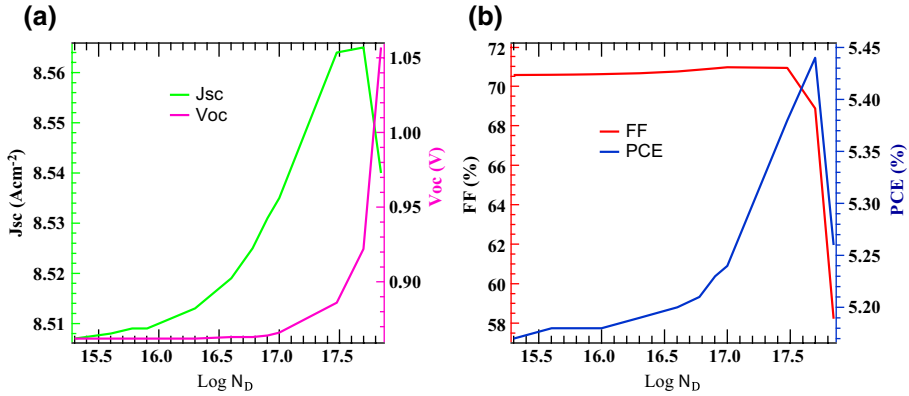 (a)
8.56
8.55
8.54
8.53
8.52
8.51
Jsc (Acm-2)
Jsc
Voc
1.05
1.00
0.95
0.90
Voc (V)
15.5 16.0 16.5 17.0 17.5
Log ND
(b)
72
70
68
66
64
62
60
58
FF (%)
FF
PCE
5.45
5.40
5.35
5.30
5.25
5.20
PCE (%)
15.5 16.0 16.5 17.0 17.5
Log ND